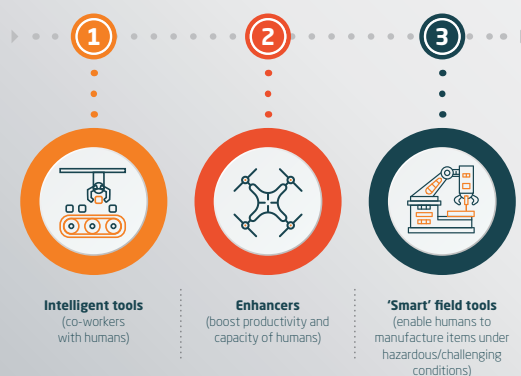 1
2
3
Intelligent tools
(co-workers
with humans)
Enhancers
(boost productivity and
capacity of humans)
'Smart' field tools
(enable humans to
manufacture items under
hazardous/challenging
conditions)